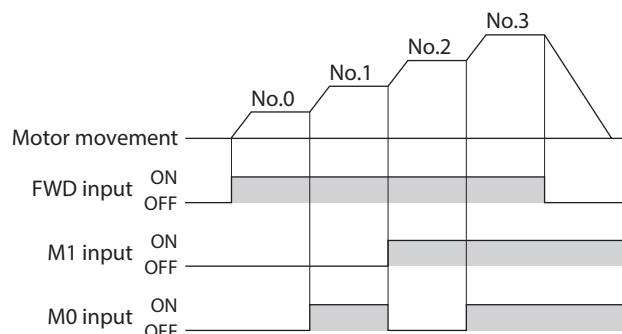 No.3
No.2
No.1
No.0
Motor movement
FWD input ON
OFF
M1 input ON
OFF
M0 input ON
OFF